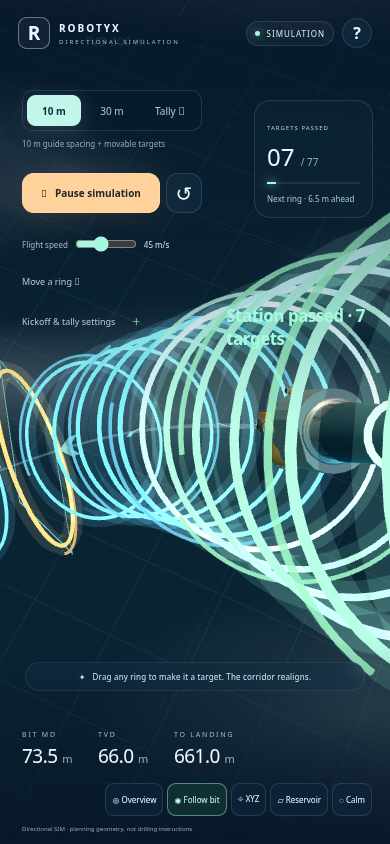 R
ROBOTYX
DIRECTIONAL SIMULATION
SIMULATION
?
10 m
30 m
Tally
10 m guide spacing + movable targets
TARGETS PASSED
07 / 77
Next ring · 6.5 m ahead
Pause simulation
↺
Flight speed
45 m/s
Move a ring
Kickoff & tally settings +
Station passed · 7
targets
✦ Drag any ring to make it a target. The corridor realigns.
BIT MD
TVD
TO LANDING
73.5 m
66.0 m
661.0 m
◎ Overview
◉ Follow bit
✧ XYZ
▱ Reservoir
○ Calm
Directional SIM · planning geometry, not drilling instructions